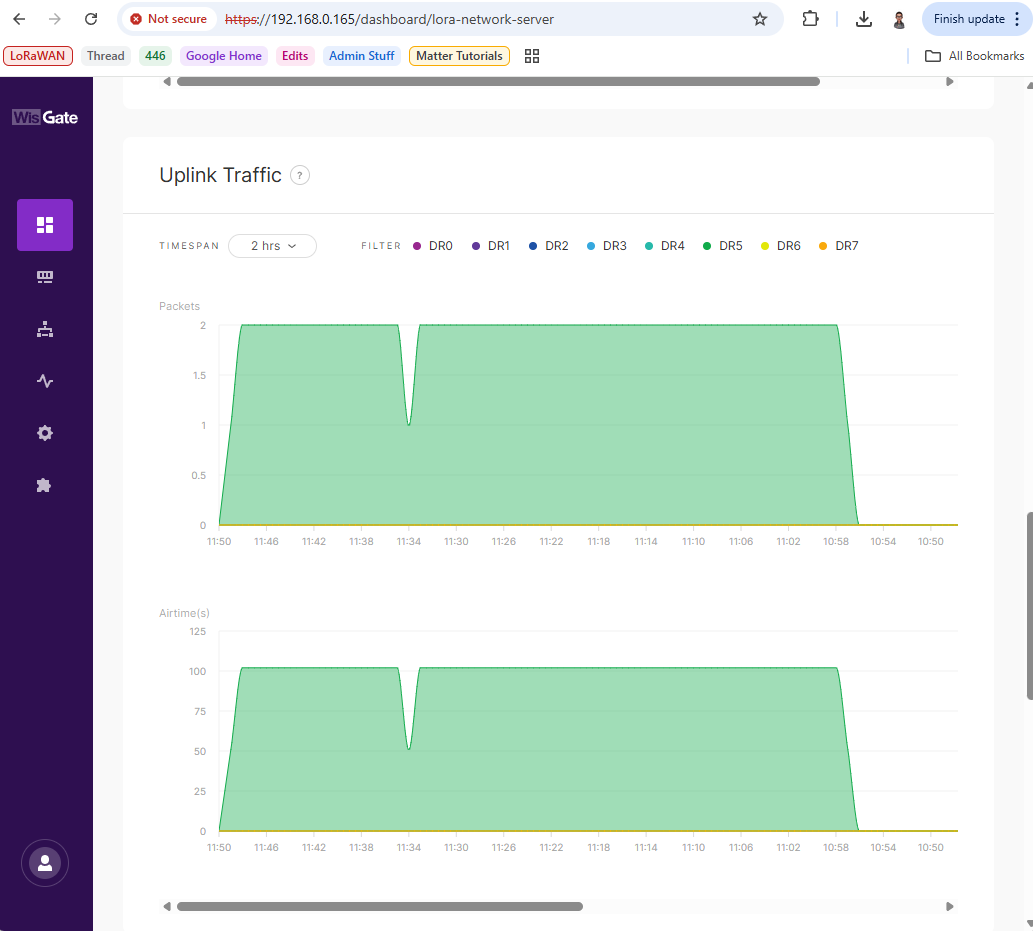 Not secure https://192.168.0.165/dashboard/lora-network-server Finish update
LoRaWAN Thread 446 Google Home Edits Admin Stuff Matter Tutorials All Bookmarks
WisGate
Uplink Traffic ?
TIMESPAN 2 hrs FILTER DR0 DR1 DR2 DR3 DR4 DR5 DR6 DR7
Packets
2
1.5
1
0.5
0
11:50 11:46 11:42 11:38 11:34 11:30 11:26 11:22 11:18 11:14 11:10 11:06 11:02 10:58 10:54 10:50
Airtime(s)
125
100
75
50
25
0
11:50 11:46 11:42 11:38 11:34 11:30 11:26 11:22 11:18 11:14 11:10 11:06 11:02 10:58 10:54 10:50